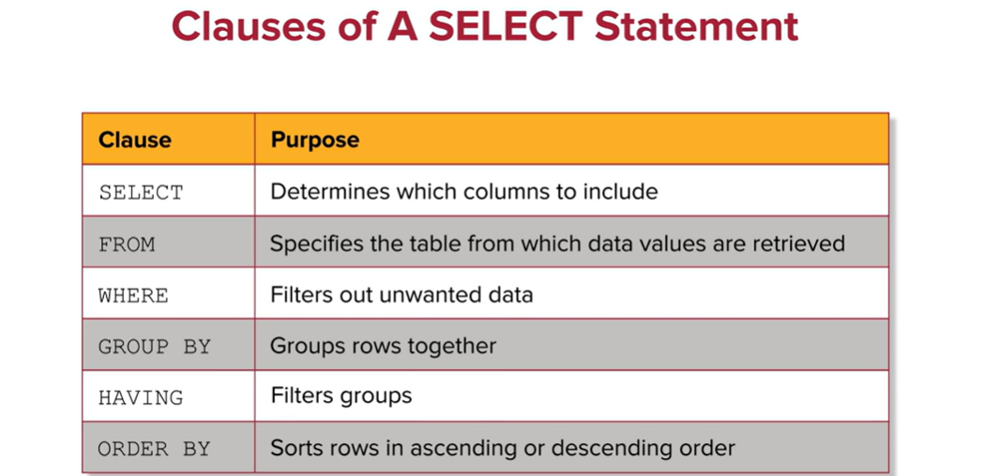 Clauses of A SELECT Statement
Clause Purpose
SELECT Determines which columns to include
FROM Specifies the table from which data values are retrieved
WHERE Filters out unwanted data
GROUP BY Groups rows together
HAVING Filters groups
ORDER BY Sorts rows in ascending or descending order